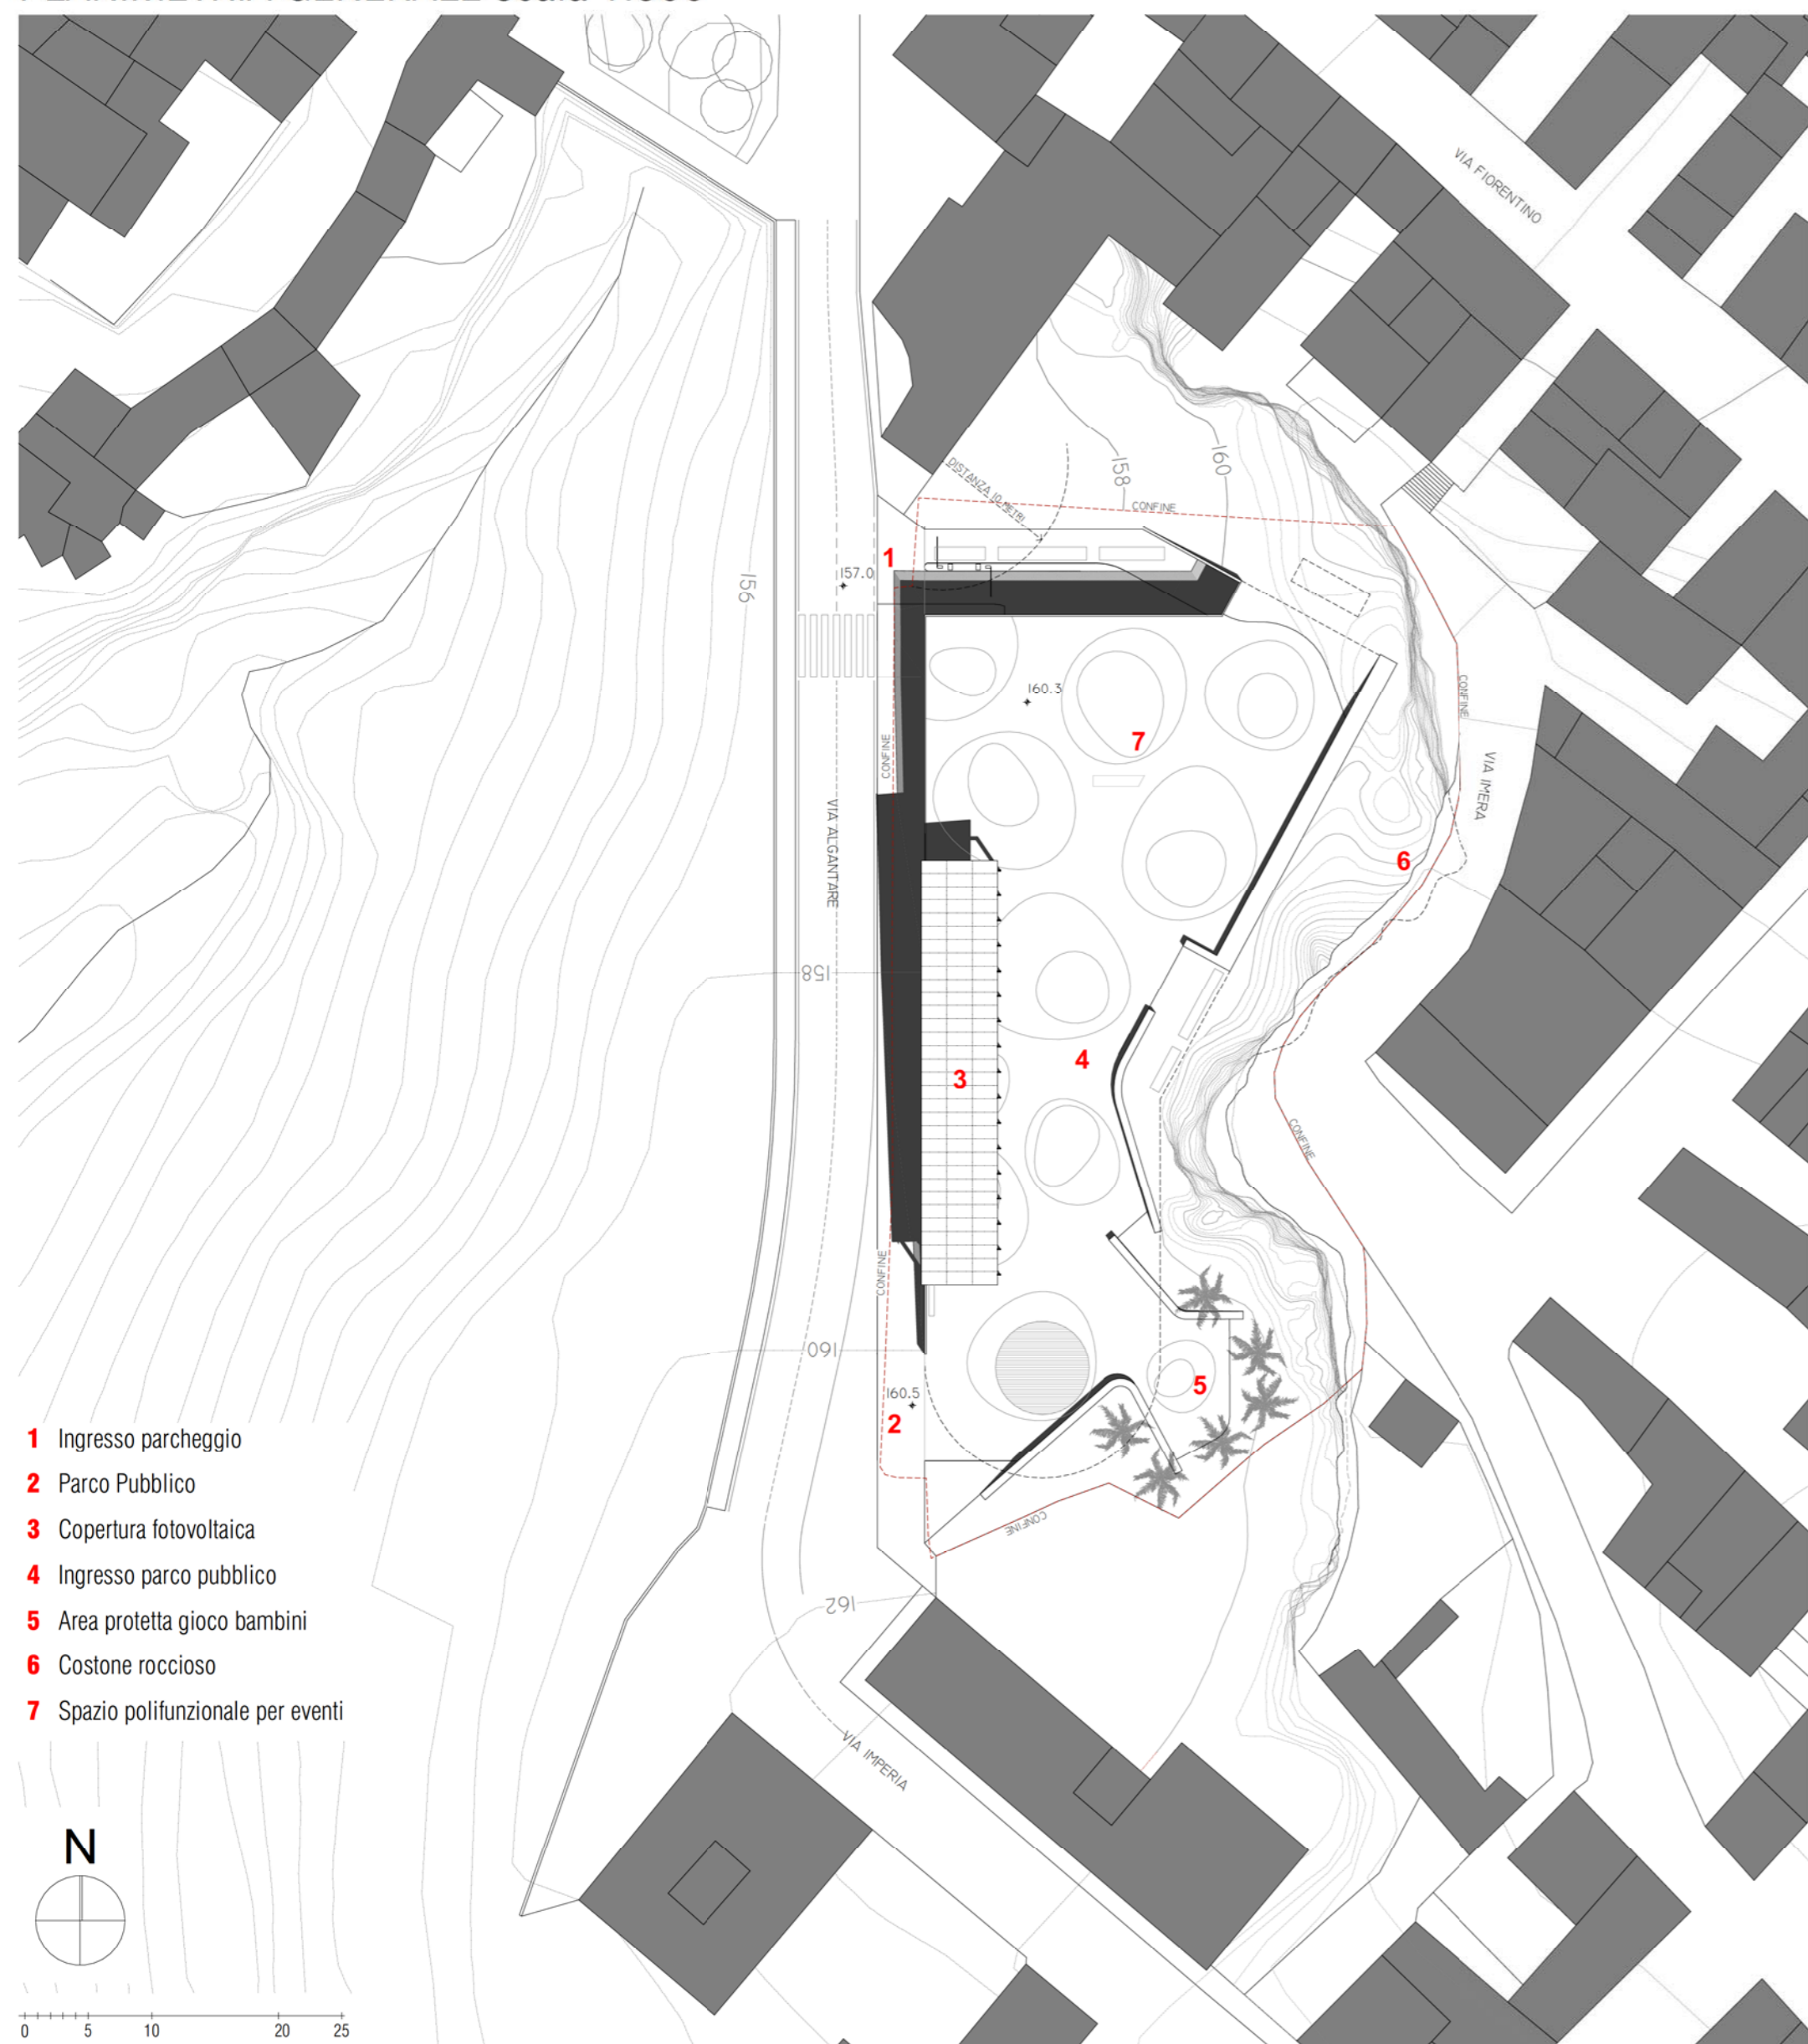 VIA FIORENTINO
158
160
DISTANZA 10 METRI
CONFINE
1
157.0
156
160.3
7
CONFINE
CONFINE
VIA IMERA
VIA ALGANTARE
6
158
4
3
CONFINE
CONFINE
160
5
160.5
2
CONFINE
162
VIA IMPERIA
1 Ingresso parcheggio
2 Parco Pubblico
3 Copertura fotovoltaica
4 Ingresso parco pubblico
5 Area protetta gioco bambini
6 Costone roccioso
7 Spazio polifunzionale per eventi
N
0 5 10 20 25